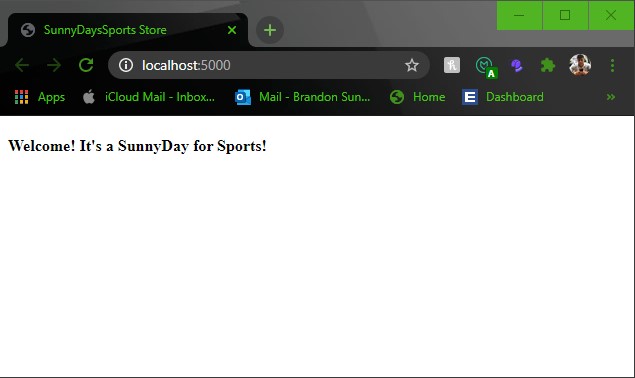 SunnyDaysSports Store
localhost:5000
A
Apps iCloud Mail - Inbox... Mail - Brandon Sun... Home E Dashboard »
Welcome! It's a SunnyDay for Sports!